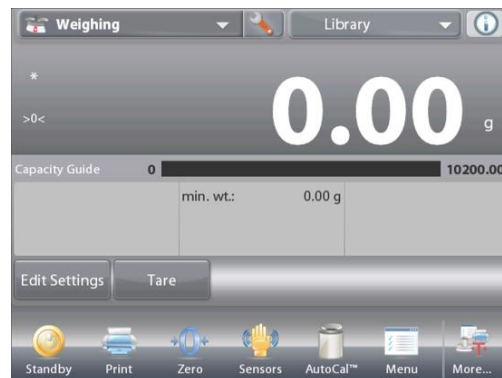 Weighing
Library
*
>0<
0.00 g
Capacity Guide 0 10200.00
min. wt.: 0.00 g
Edit Settings Tare
Standby Print Zero Sensors AutoCal™ Menu More...